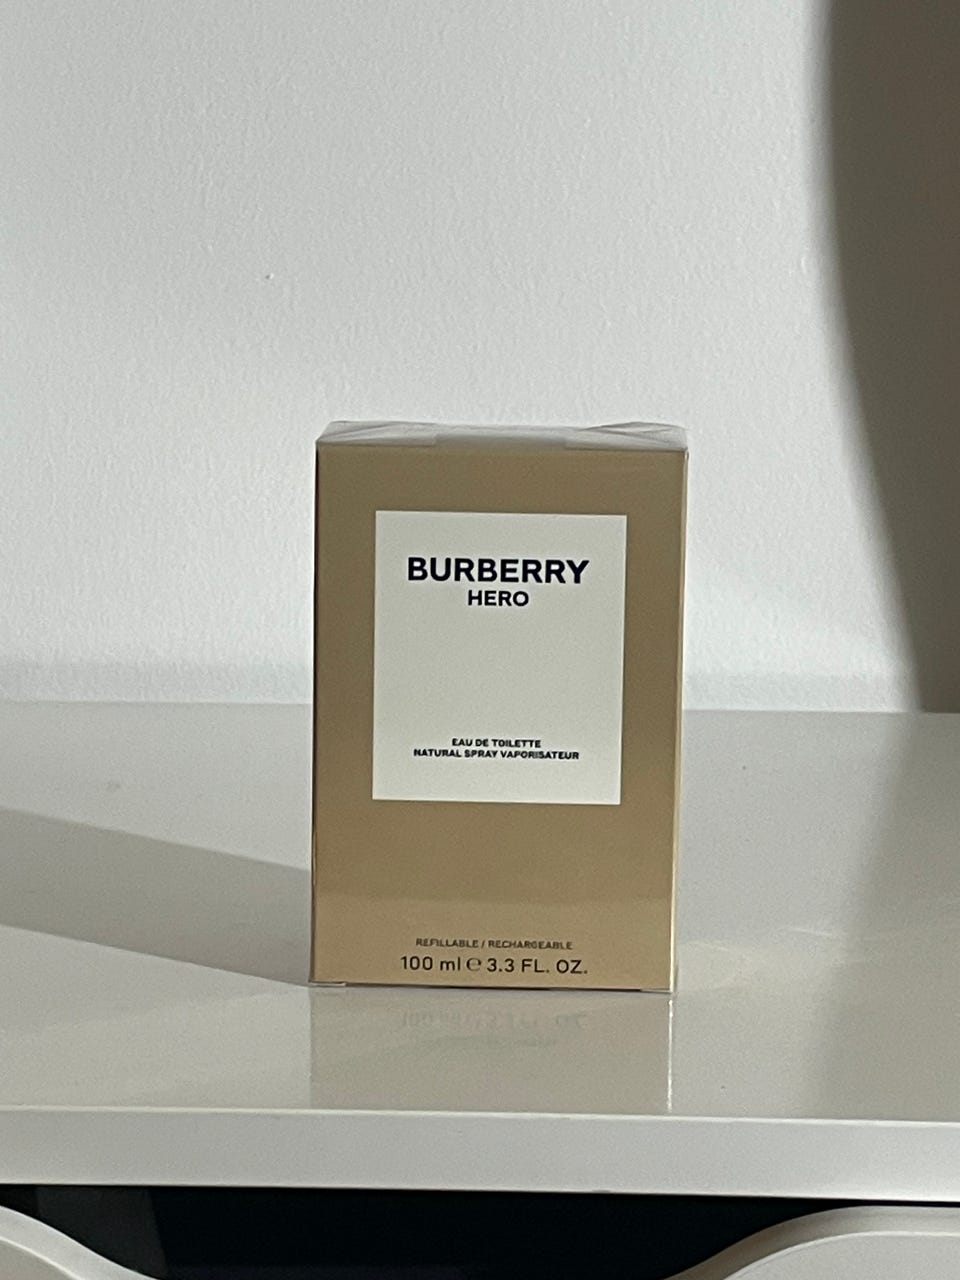 BURBERRY
HERO
EAU DE TOILETTE
NATURAL SPRAY VAPORISATEUR
REFILLABLE / RECHARGEABLE
100 ml ℮ 3.3 FL. OZ.